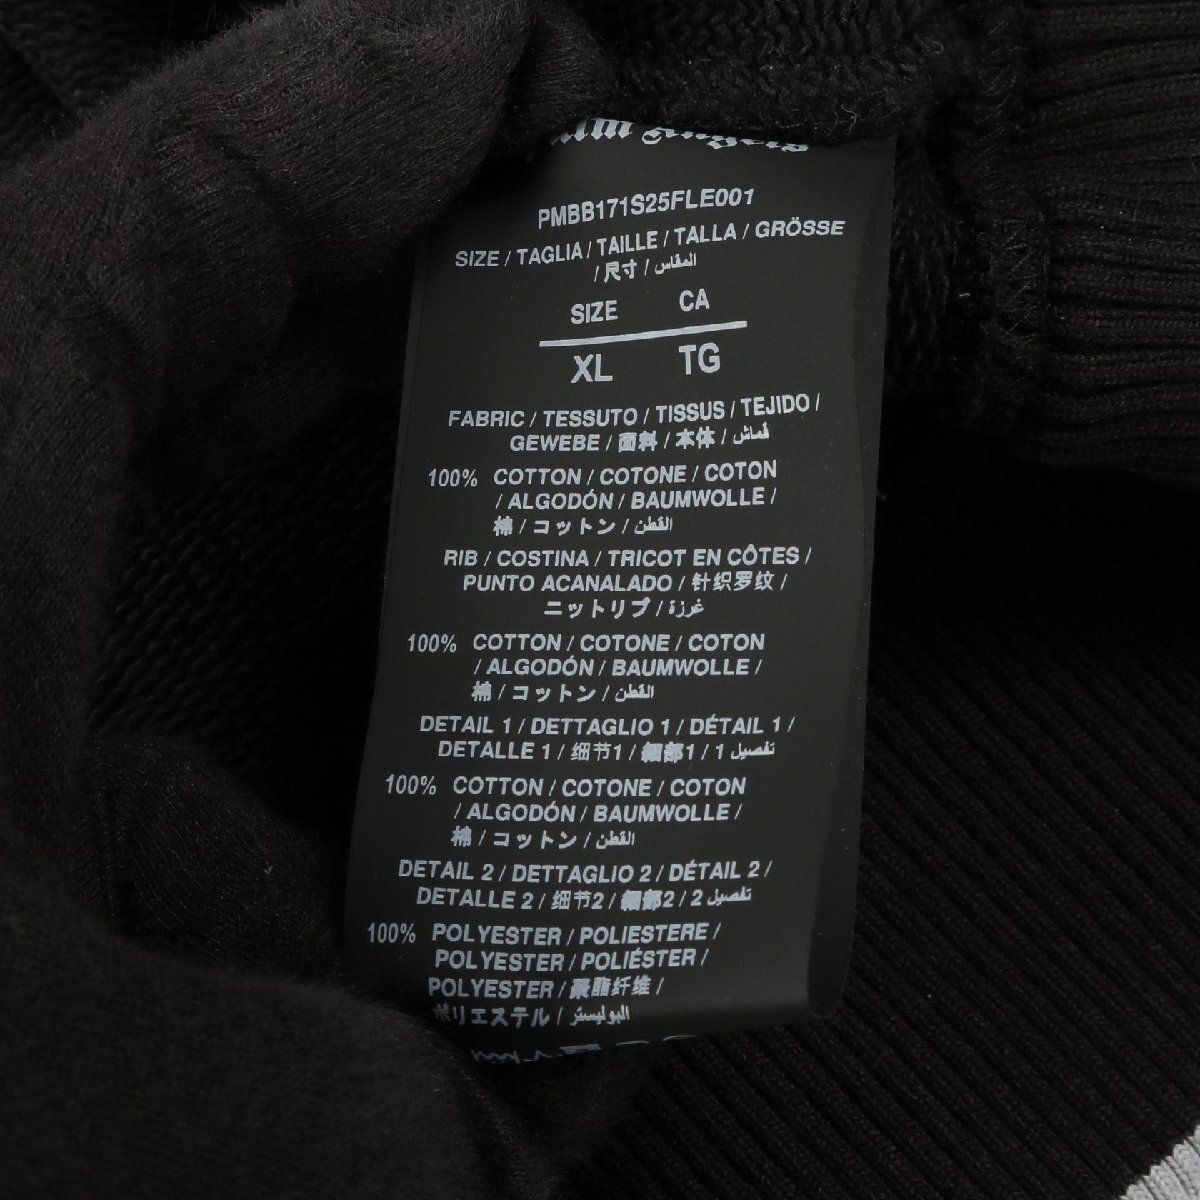 Angels
PMBB171S25FLE001
SIZE / TAGLIA / TAILLE / TALLA / GRÖSSE
/ 尺寸 / المقاس
SIZE CA
XL TG
FABRIC / TESSUTO / TISSUS / TEJIDO /
GEWEBE / 面料 / 本体 / قماش
100% COTTON / COTONE / COTON
/ ALGODÓN / BAUMWOLLE /
棉 / コットン / القطن
RIB / COSTINA / TRICOT EN CÔTES /
PUNTO ACANALADO / 针织罗纹 /
ニットリブ / غرزة
100% COTTON / COTONE / COTON
/ ALGODÓN / BAUMWOLLE /
棉 / コットン / القطن
DETAIL 1 / DETTAGLIO 1 / DÉTAIL 1 /
DETALLE 1 / 细节1 / 細部1 / تفصيل 1
100% COTTON / COTONE / COTON
/ ALGODÓN / BAUMWOLLE /
棉 / コットン / القطن
DETAIL 2 / DETTAGLIO 2 / DÉTAIL 2 /
DETALLE 2 / 细节2 / 細部2 / تفصيل 2
100% POLYESTER / POLIESTERE /
POLYESTER / POLIÉSTER /
POLYESTER / 聚酯纤维 /
ポリエステル / البوليستر